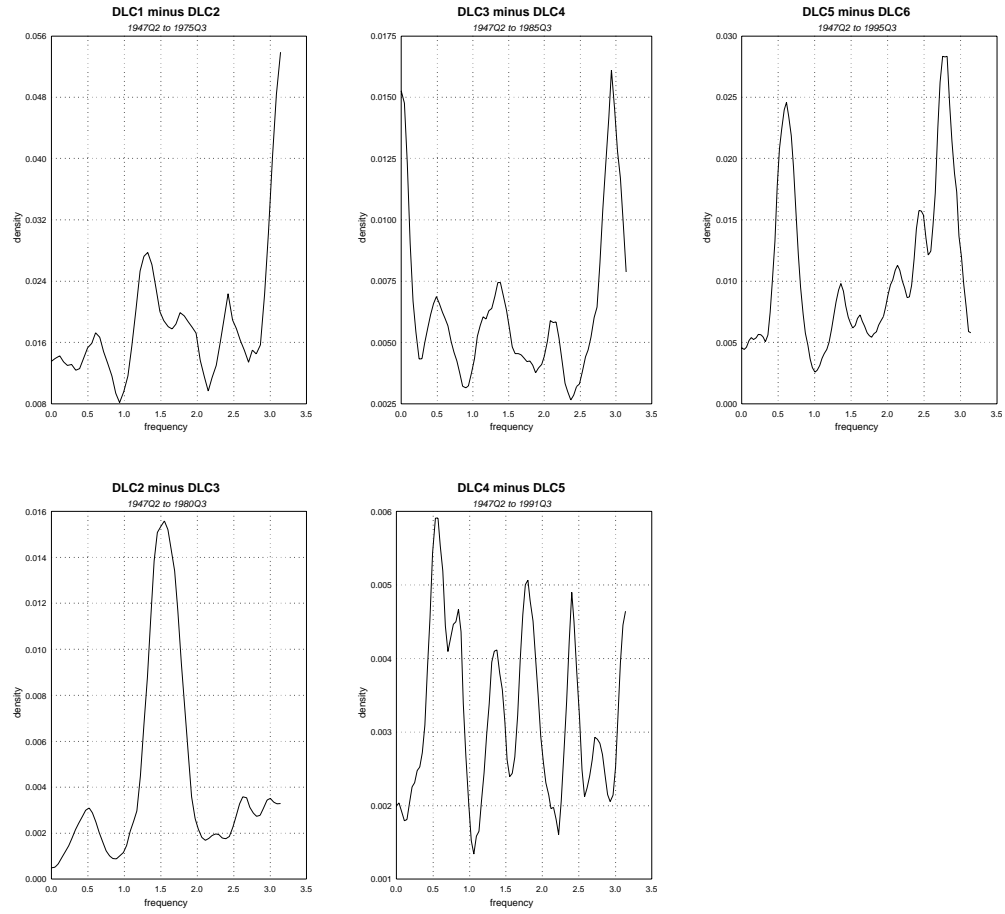 DLC1 minus DLC2
1947Q2 to 1975Q3
density
0.056
0.048
0.040
0.032
0.024
0.016
0.008
0.0 0.5 1.0 1.5 2.0 2.5 3.0 3.5
frequency
DLC3 minus DLC4
1947Q2 to 1985Q3
density
0.0175
0.0150
0.0125
0.0100
0.0075
0.0050
0.0025
0.0 0.5 1.0 1.5 2.0 2.5 3.0 3.5
frequency
DLC5 minus DLC6
1947Q2 to 1995Q3
density
0.030
0.025
0.020
0.015
0.010
0.005
0.000
0.0 0.5 1.0 1.5 2.0 2.5 3.0 3.5
frequency
DLC2 minus DLC3
1947Q2 to 1980Q3
density
0.016
0.014
0.012
0.010
0.008
0.006
0.004
0.002
0.000
0.0 0.5 1.0 1.5 2.0 2.5 3.0 3.5
frequency
DLC4 minus DLC5
1947Q2 to 1991Q3
density
0.006
0.005
0.004
0.003
0.002
0.001
0.0 0.5 1.0 1.5 2.0 2.5 3.0 3.5
frequency